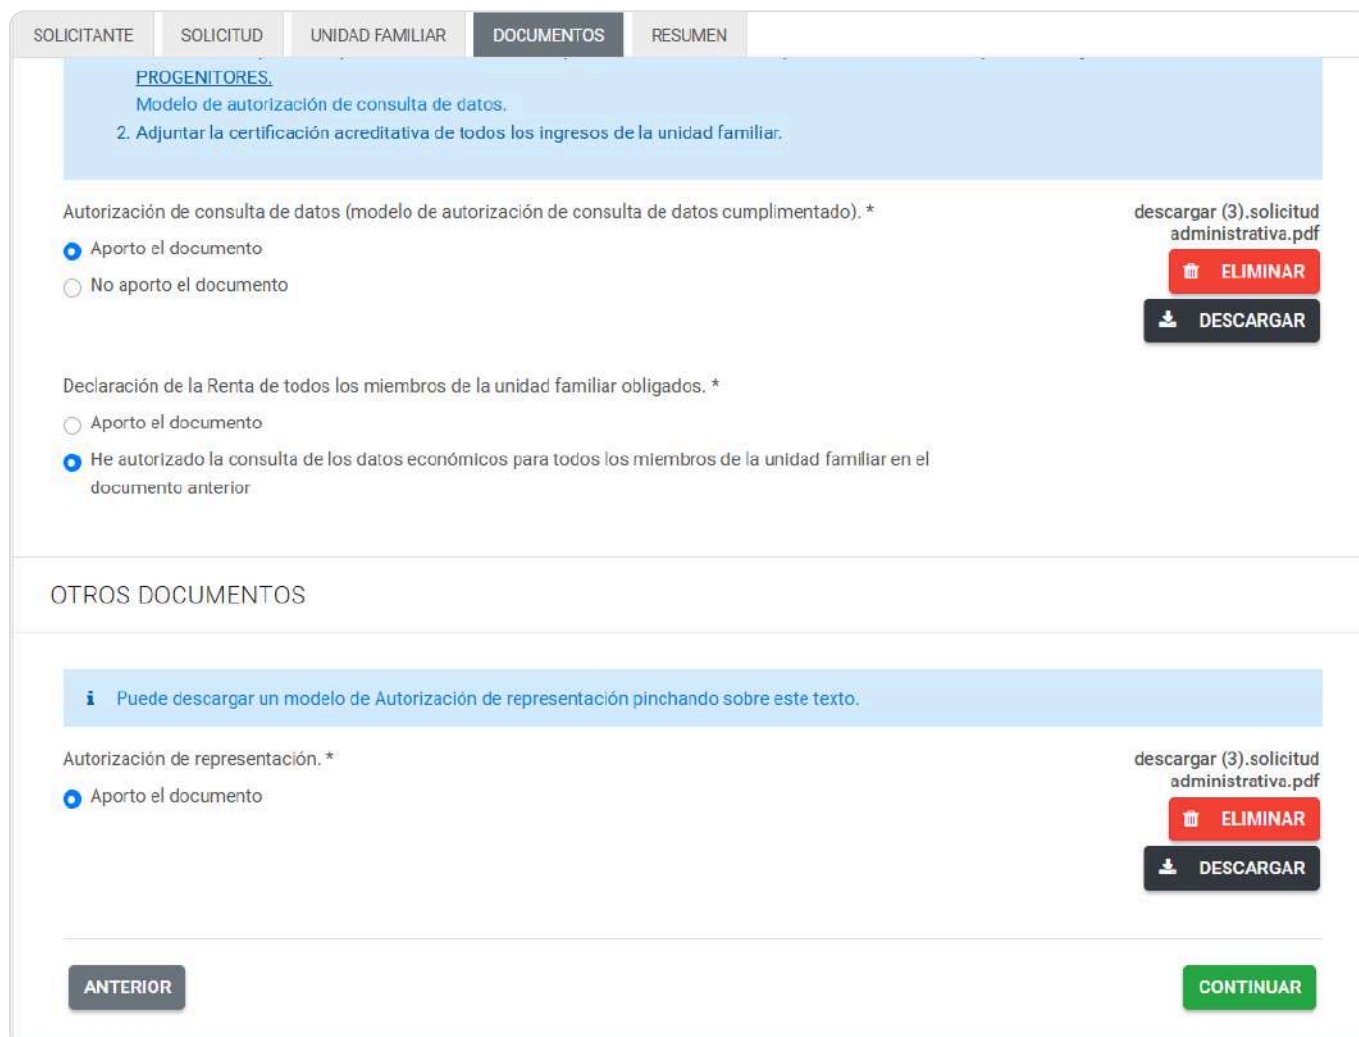 SOLICITANTE
SOLICITUD
UNIDAD FAMILIAR
DOCUMENTOS
RESUMEN
PROGENITORES.
Modelo de autorización de consulta de datos.
2. Adjuntar la certificación acreditativa de todos los ingresos de la unidad familiar.
Autorización de consulta de datos (modelo de autorización de consulta de datos cumplimentado). *
Aporto el documento
No aporto el documento
descargar (3).solicitud
administrativa.pdf
ELIMINAR
DESCARGAR
Declaración de la Renta de todos los miembros de la unidad familiar obligados. *
Aporto el documento
He autorizado la consulta de los datos económicos para todos los miembros de la unidad familiar en el
documento anterior
OTROS DOCUMENTOS
i Puede descargar un modelo de Autorización de representación pinchando sobre este texto.
Autorización de representación. *
Aporto el documento
descargar (3).solicitud
administrativa.pdf
ELIMINAR
DESCARGAR
ANTERIOR
CONTINUAR